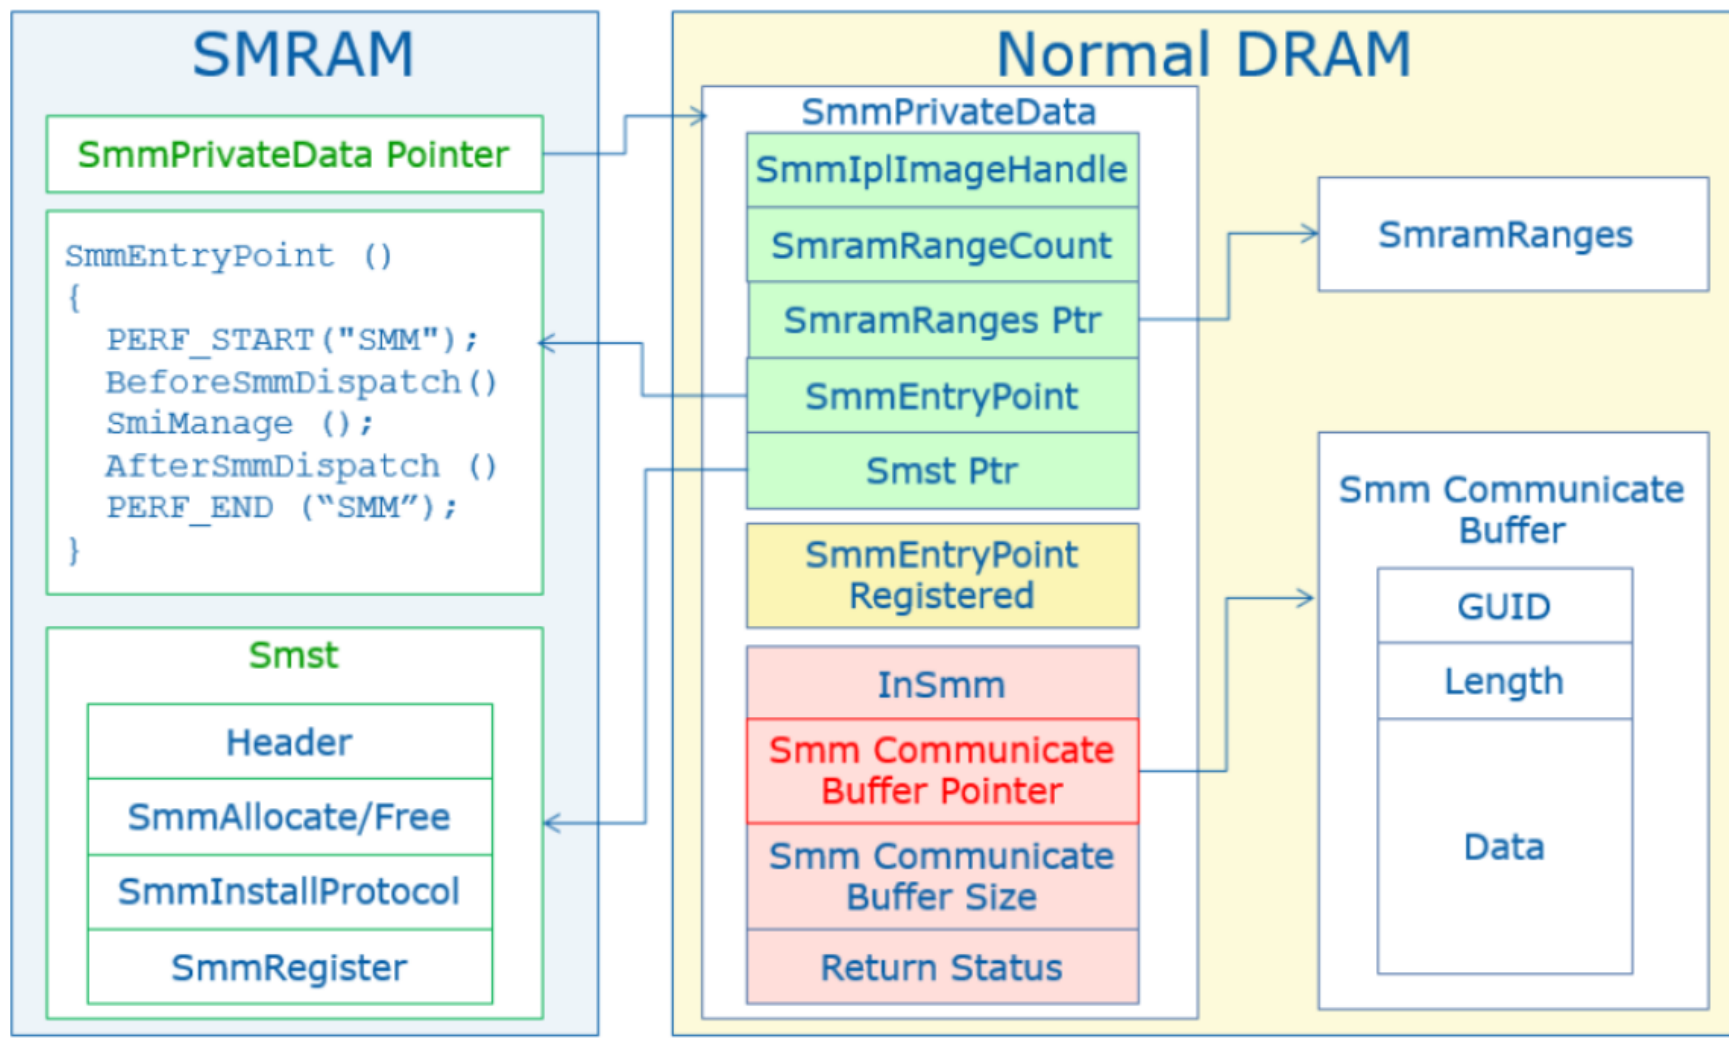 SMRAM
SmmPrivateData Pointer
SmmEntryPoint ()
{
PERF_START("SMM");
BeforeSmmDispatch()
SmiManage ();
AfterSmmDispatch ()
PERF_END (“SMM”);
}
Smst
Header
SmmAllocate/Free
SmmInstallProtocol
SmmRegister
Normal DRAM
SmmPrivateData
SmmIplImageHandle
SmramRangeCount
SmramRanges Ptr
SmmEntryPoint
Smst Ptr
SmmEntryPoint
Registered
InSmm
Smm Communicate
Buffer Pointer
Smm Communicate
Buffer Size
Return Status
SmramRanges
Smm Communicate
Buffer
GUID
Length
Data